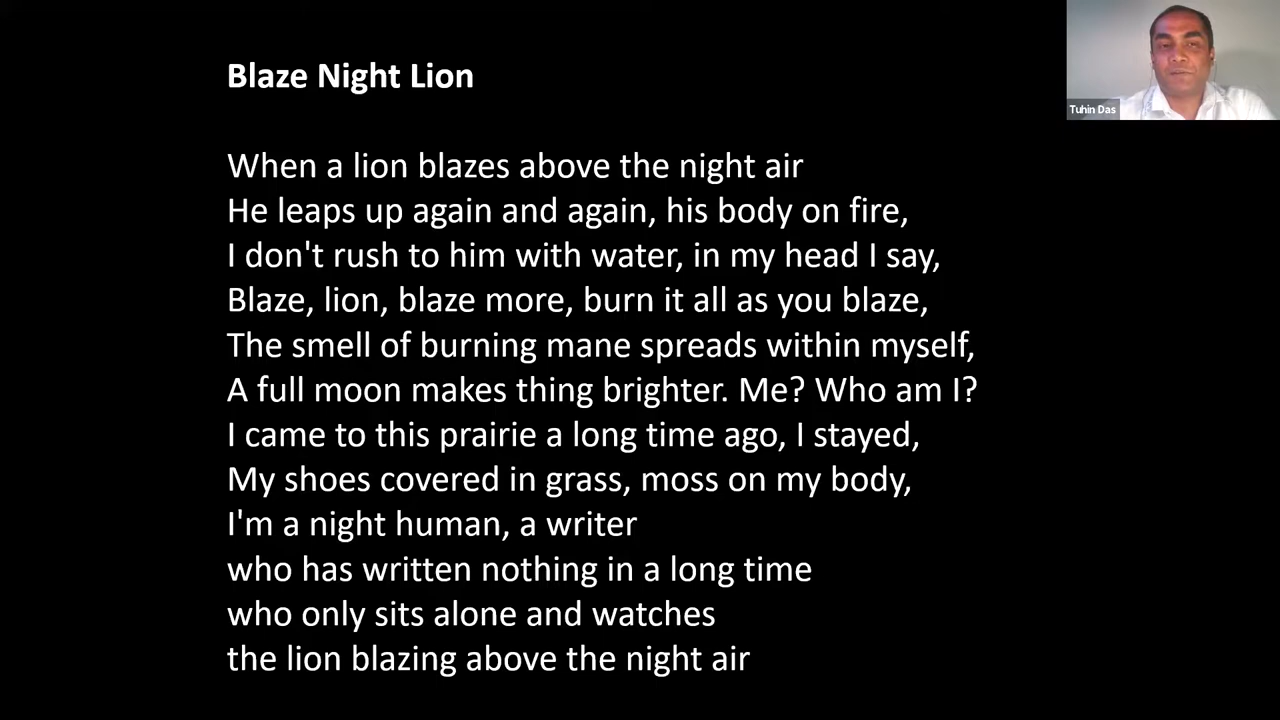 Blaze Night Lion
Tuhin Das
When a lion blazes above the night air
He leaps up again and again, his body on fire,
I don't rush to him with water, in my head I say,
Blaze, lion, blaze more, burn it all as you blaze,
The smell of burning mane spreads within myself,
A full moon makes thing brighter. Me? Who am I?
I came to this prairie a long time ago, I stayed,
My shoes covered in grass, moss on my body,
I'm a night human, a writer
who has written nothing in a long time
who only sits alone and watches
the lion blazing above the night air